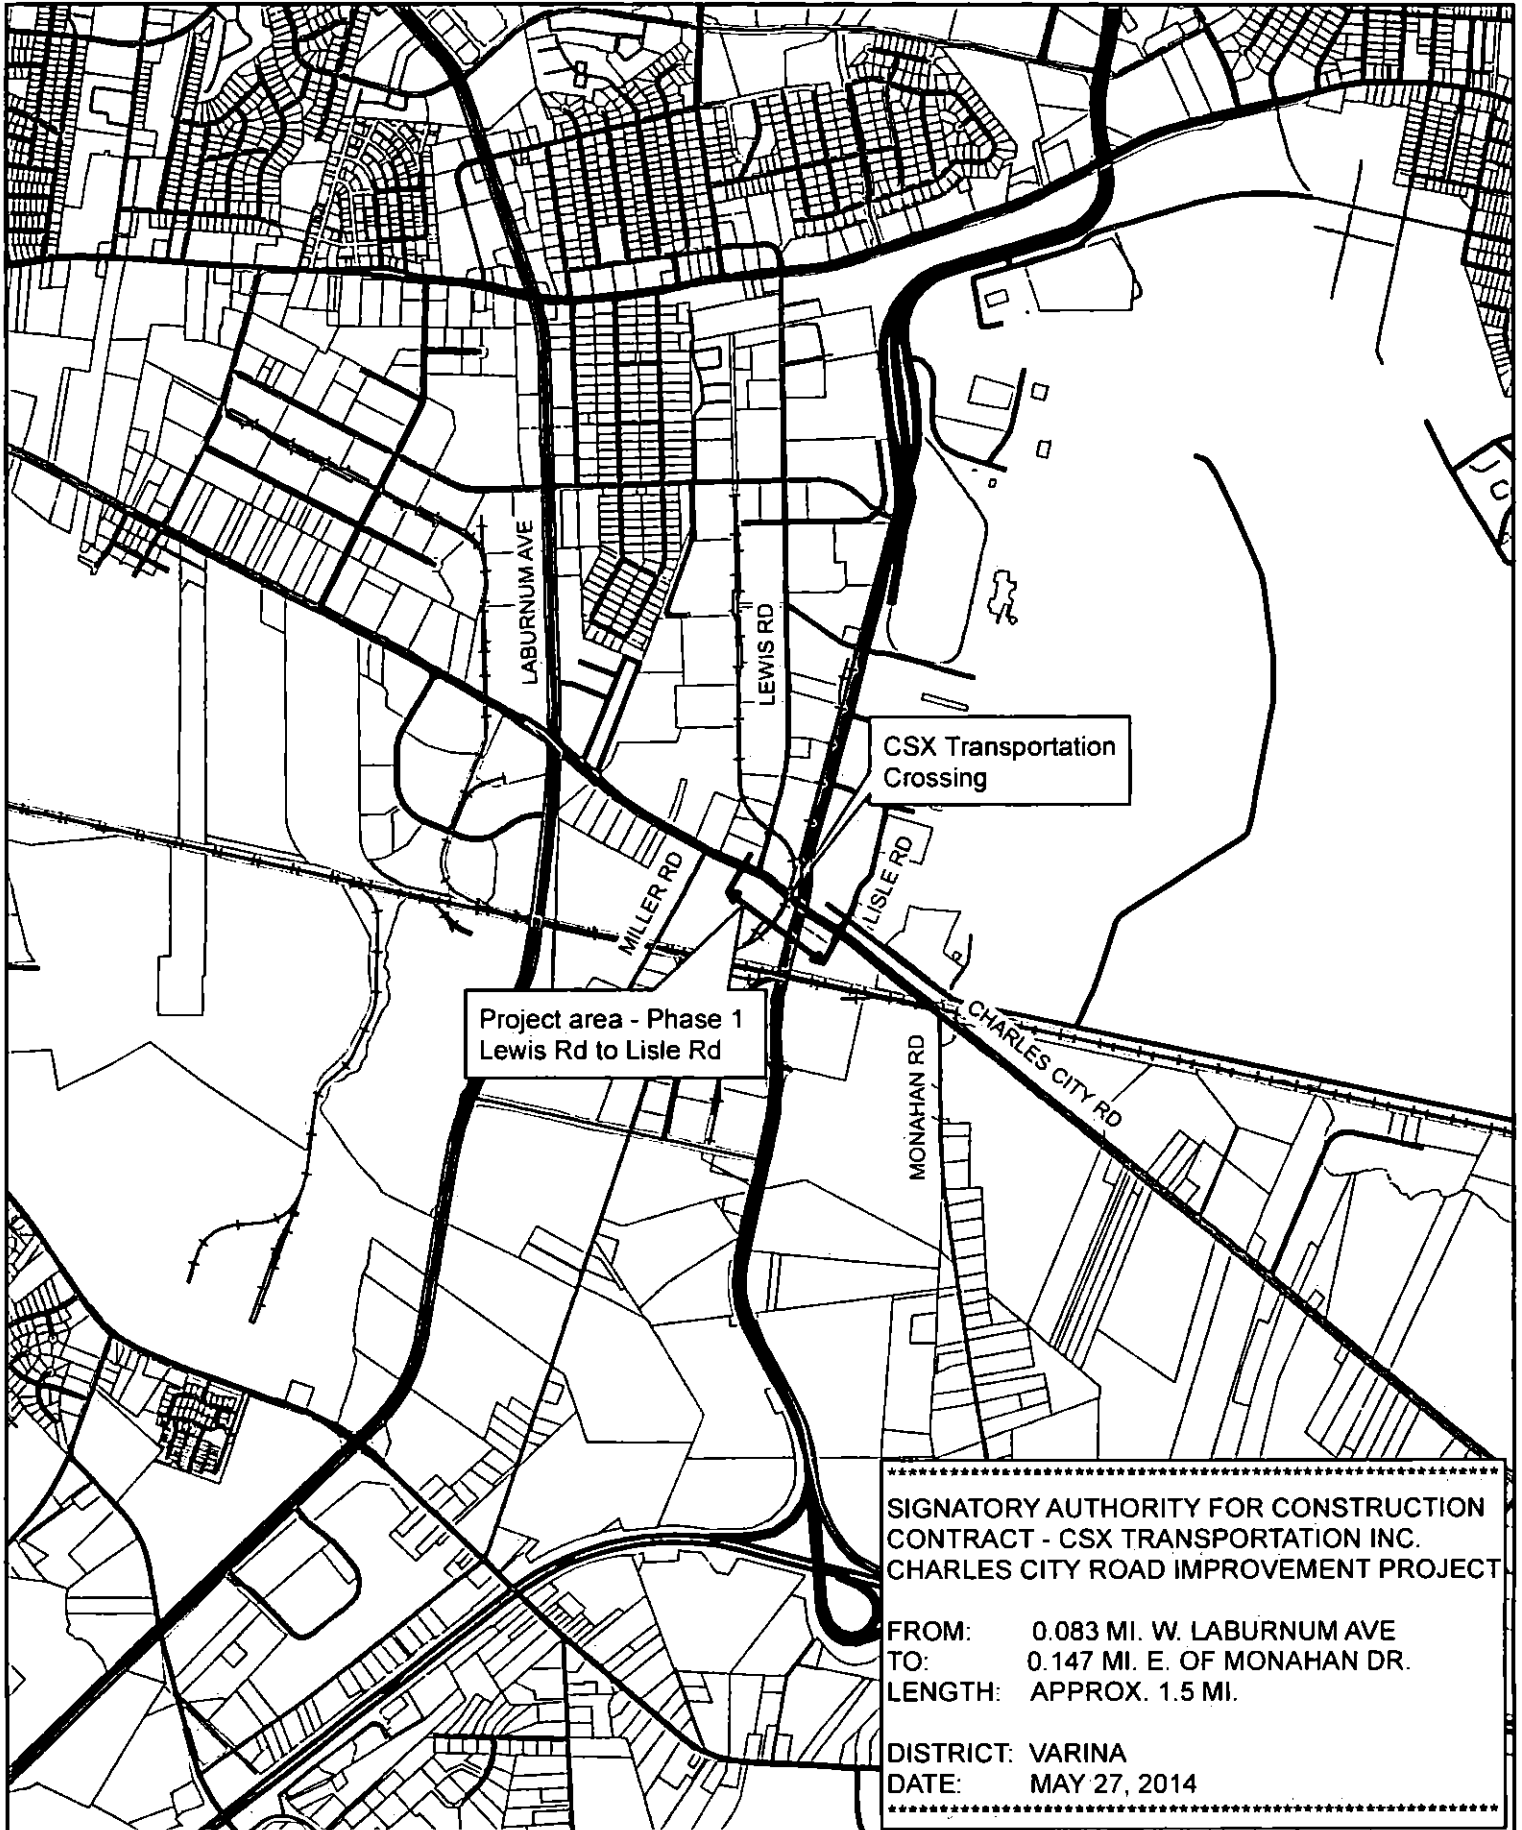 LABURNUM AVE
LEWIS RD
CSX Transportation
Crossing
MILLER RD
LISLE RD
Project area - Phase 1
Lewis Rd to Lisle Rd
CHARLES CITY RD
MONAHAN RD
**********************************************************************
SIGNATORY AUTHORITY FOR CONSTRUCTION
CONTRACT - CSX TRANSPORTATION INC.
CHARLES CITY ROAD IMPROVEMENT PROJECT
FROM: 0.083 MI. W. LABURNUM AVE
TO: 0.147 MI. E. OF MONAHAN DR.
LENGTH: APPROX. 1.5 MI.
DISTRICT: VARINA
DATE: MAY 27, 2014
**********************************************************************